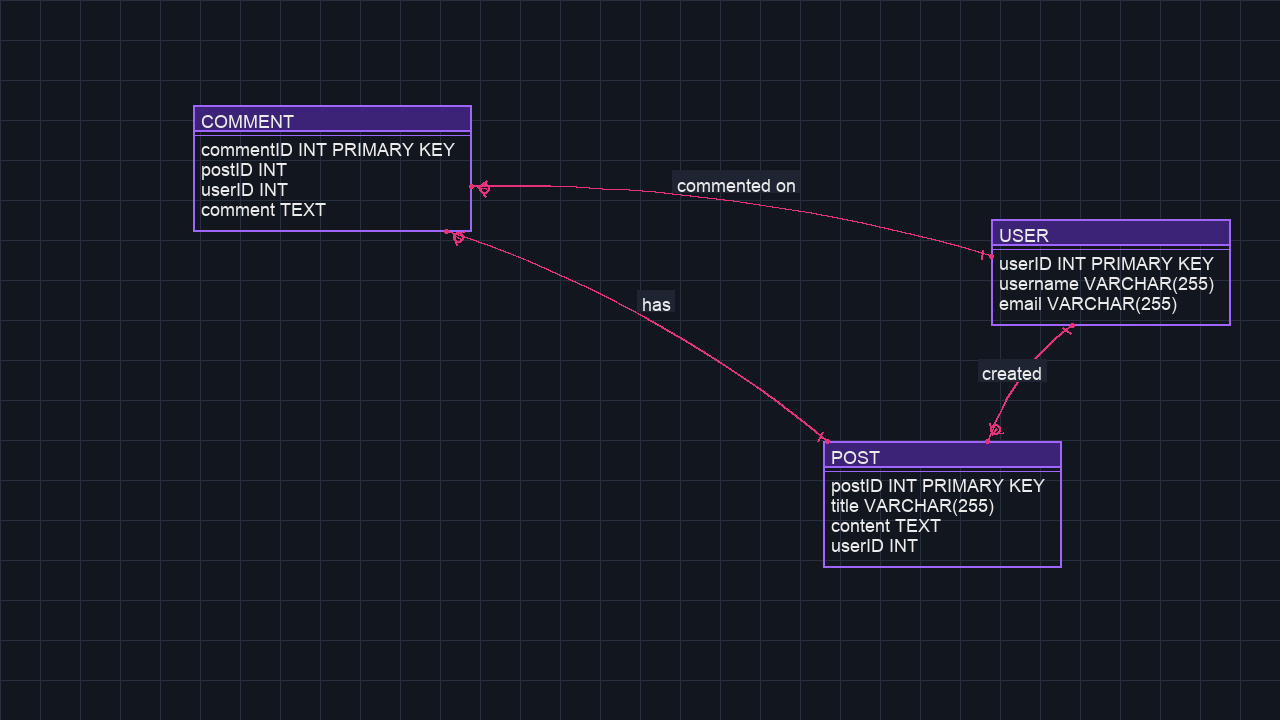 COMMENT
commentID INT PRIMARY KEY
postID INT
userID INT
comment TEXT
commented on
USER
userID INT PRIMARY KEY
username VARCHAR(255)
email VARCHAR(255)
has
created
POST
postID INT PRIMARY KEY
title VARCHAR(255)
content TEXT
userID INT